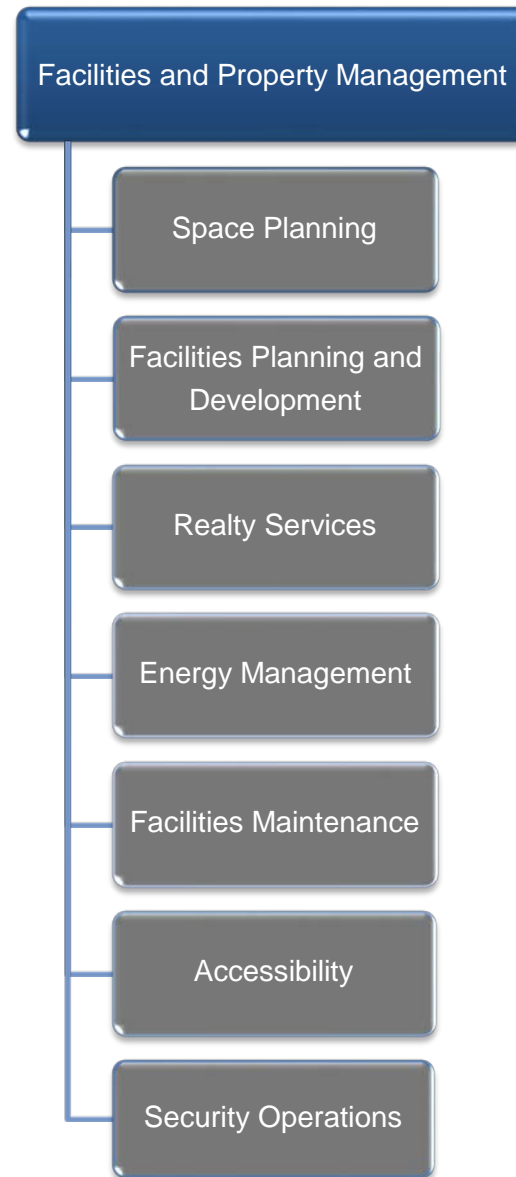 Facilities and Property Management
Space Planning
Facilities Planning and
Development
Realty Services
Energy Management
Facilities Maintenance
Accessibility
Security Operations